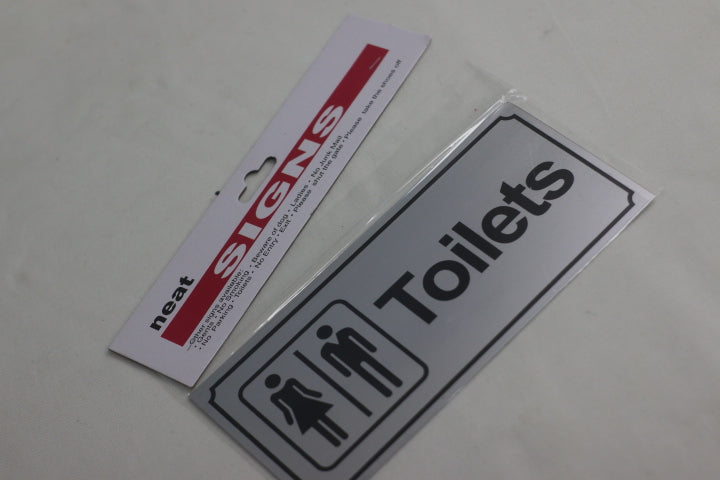 neat
SIGNS
Other signs available:
• Beware of dog • Ladies • No Junk Mail
• Gents • No Smoking
• No Parking • Toilets • No Entry • Exit • Please shut the gate • Please take the shoes off
Toilets